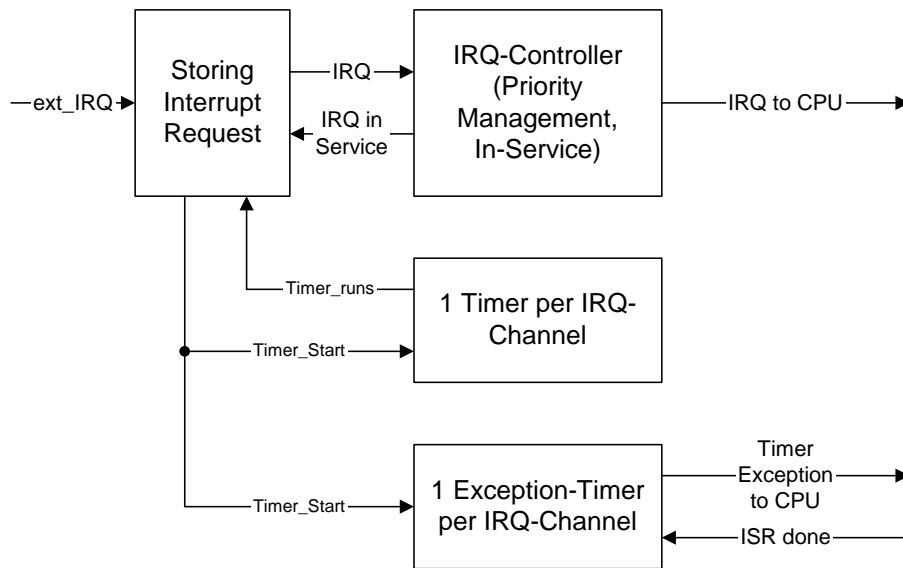 Storing
Interrupt
Request
IRQ-Controller
(Priority
Management,
In-Service)
ext_IRQ
IRQ
IRQ in
Service
IRQ to CPU
Timer_runs
1 Timer per IRQ-
Channel
Timer_Start
Timer_Start
1 Exception-Timer
per IRQ-Channel
Timer
Exception
to CPU
ISR done